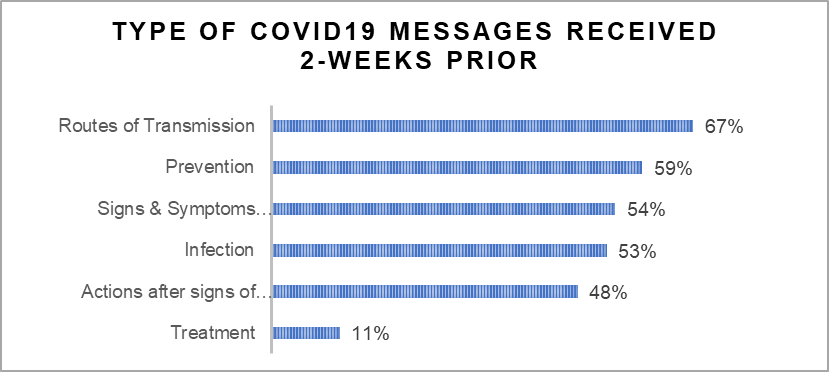 TYPE OF COVID19 MESSAGES RECEIVED
2-WEEKS PRIOR
Routes of Transmission 67%
Prevention 59%
Signs & Symptoms... 54%
Infection 53%
Actions after signs of... 48%
Treatment 11%